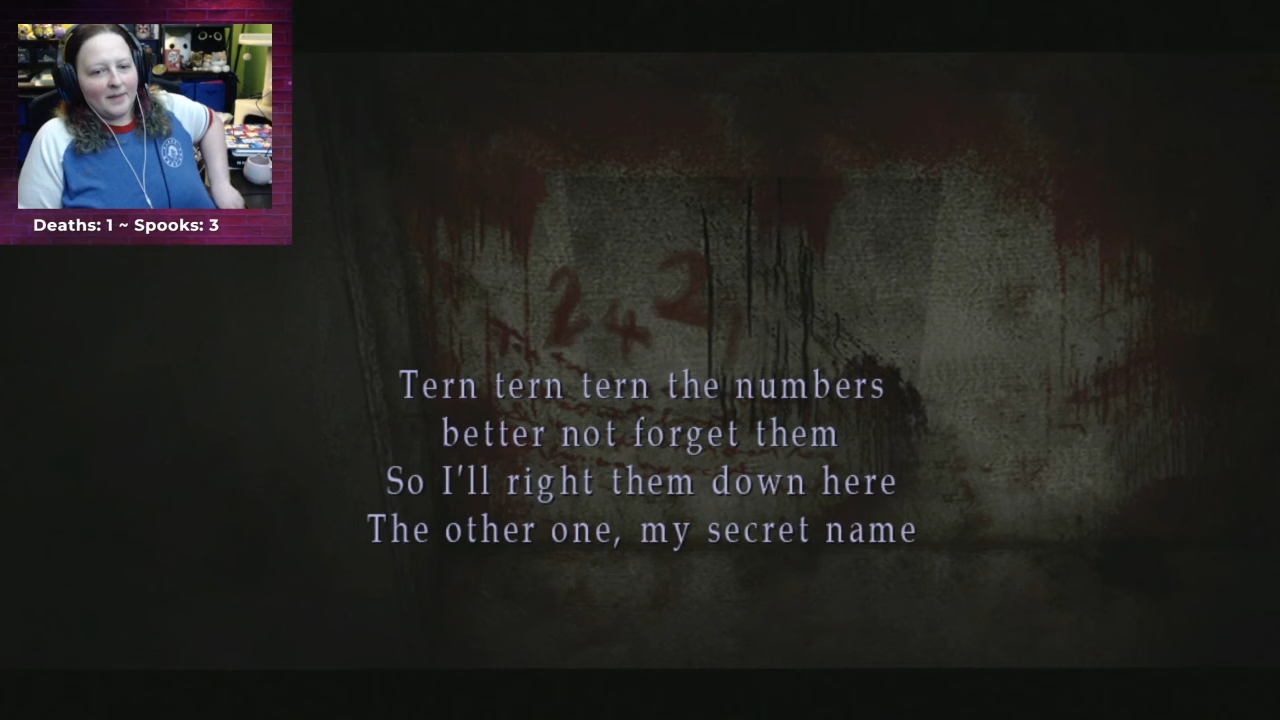 Deaths: 1 ~ Spooks: 3
242
Tern tern tern the numbers
better not forget them
So I'll right them down here
The other one, my secret name